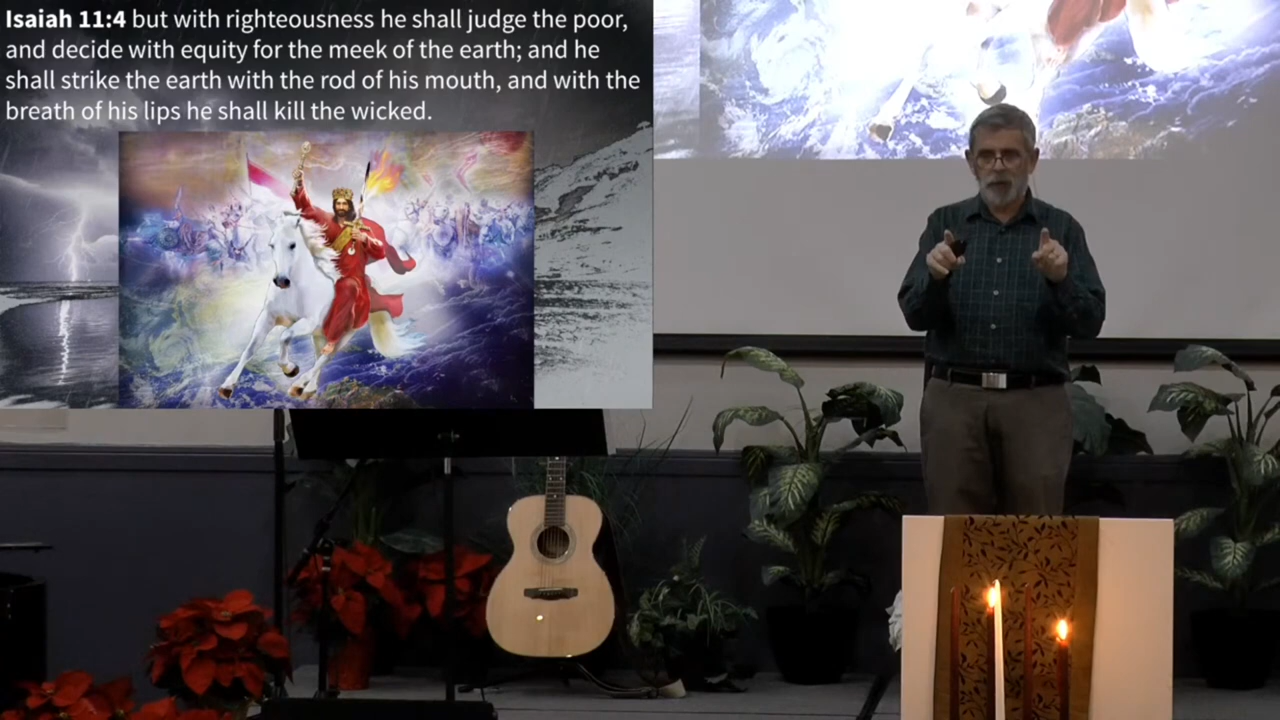 Isaiah 11:4 but with righteousness he shall judge the poor,
and decide with equity for the meek of the earth; and he
shall strike the earth with the rod of his mouth, and with the
breath of his lips he shall kill the wicked.